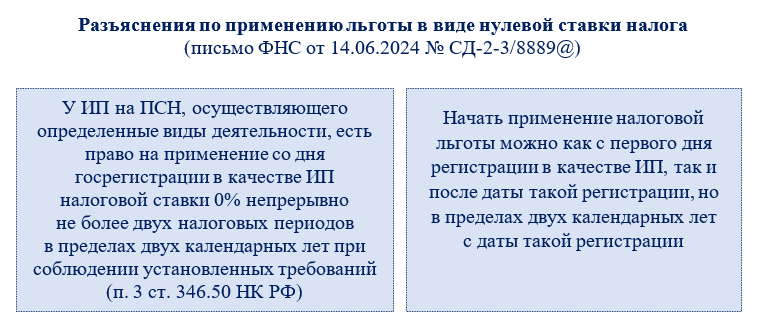 Разъяснения по применению льготы в виде нулевой ставки налога
(письмо ФНС от 14.06.2024 № СД-2-3/8889@)
У ИП на ПСН, осуществляющего
определенные виды деятельности, есть
право на применение со дня
госрегистрации в качестве ИП
налоговой ставки 0% непрерывно
не более двух налоговых периодов
в пределах двух календарных лет при
соблюдении установленных требований
(п. 3 ст. 346.50 НК РФ)
Начать применение налоговой
льготы можно как с первого дня
регистрации в качестве ИП, так и
после даты такой регистрации, но
в пределах двух календарных лет
с даты такой регистрации